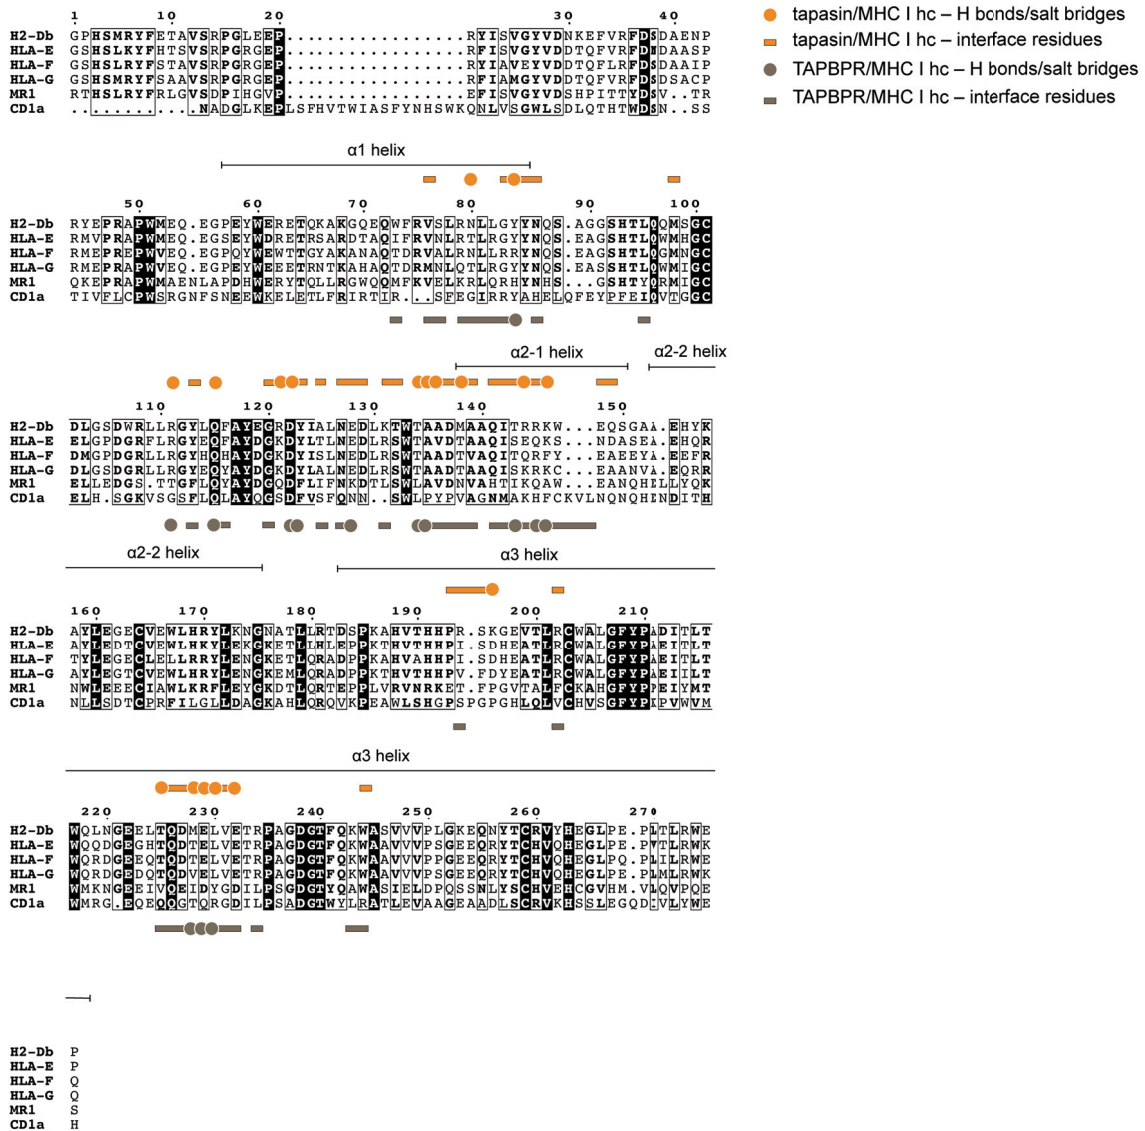 1 10 20 30 40
H2-Db GPHSMRYFETAVSRPGLEEP.................RYISVGYVDNKEFVRFDSDAENP
HLA-E GSHSLKYFHTSVSRPGRGEP.................RFISVGYVDDTQFVRFDNDAASP
HLA-F GSHSLRYFSTAVSRPGRGEP.................RYIAVEYVDDTQFLRFDSDAAIP
HLA-G GSHSMRYFSAAVSRPGRGEP.................RFIAMGYVDDTQFVRFDSDSACP
MR1 RTHSLRYFRLGVSDPIHGVP.................EFISVGYVDSHPITTYDSV..TR
CD1a ...........NADGLKEPLSFHVTWIASFYNHSWKQNLVSGWLSDLQTHTWDSN..SS
tapasin/MHC I hc – H bonds/salt bridges
tapasin/MHC I hc – interface residues
TAPBPR/MHC I hc – H bonds/salt bridges
TAPBPR/MHC I hc – interface residues
α1 helix
50 60 70 80 90 100
H2-Db RYEPRAPWMEQ.EGPEYWERETQKAKGQEQWFRVSLRNLLGYYNQS.AGGSHTLQQMSGC
HLA-E RMVPRAPWMEQ.EGSEYWDRETRSARDTAQIFRVNLRTLRGYYNQS.EAGSHTLQWMHGC
HLA-F RMEPREPWVEQ.EGPQYWEWTTGYAKANAQTDRVALRNLLRRYNQS.EAGSHTLQGMNGC
HLA-G RMEPRAPWVEQ.EGPEYWEEETRNTKAHAQTDRMNLQTLRGYYNQS.EASSHTLQWMIGC
MR1 QKEPRAPWMAENLAPDHWERYTQLLRGWQQMFKVELKRLQRHYNHS...GSHTYQRMIGC
CD1a TIVFLCPWSRGNFSNEEWKELETLFRIRTIR...SFEGIRRYAHELQFEYPFEIQVTGGC
α2-1 helix α2-2 helix
110 120 130 140 150
H2-Db DLGSDWRLLRGYLQFAYEGRDYIALNEDLKTWTAADMAAQITRRKW...EQSGAA.EHYK
HLA-E ELGPDGRFLRGYEQFAYDGKDYLTLNEDLRSWTAVDTAAQISEQKS...NDASEA.EHQR
HLA-F DMGPDGRLLRGYHQHAYDGKDYISLNEDLRSWTAADTVAQITQRFY...EAEEYA.EEFR
HLA-G DLGSDGRLLRGYEQYAYDGKDYLALNEDLRSWTAADTAAQISKRKC...EAANVA.EQRR
MR1 ELLEDGS.TTGFLQYAYDGQDFLIFNKDTLSWLAVDNVAHTIKQAW...EANQHELLYQK
CD1a ELH.SGKVSGSFLQLAYQGSDFVSFQNN..SWLPYPVAGNMAKHFCKVLNQNQHENDITH
α2-2 helix α3 helix
160 170 180 190 200 210
H2-Db AYLEGECVEWLHRYLKNGNATLLRTDSPKAHVTHHPR.SKGEVTLRCWALGFYPADITLT
HLA-E AYLEDTCVEWLHKYLEKGKETLLHLEPPKTHVTHHPI.SDHEATLRCWALGFYPAEITLT
HLA-F TYLEGECLELLRRYLENGKETLQRADPPKAHVAHHPI.SDHEATLRCWALGFYPAEITLT
HLA-G AYLEGTCVEWLHRYLENGKEMLQRADPPKTHVTHHPV.FDYEATLRCWALGFYPAEIILT
MR1 NWLEEECIAWLKRFLEYGKDTLQRTEPPLVRVNRKET.FPGVTALFCKAHGFYPPEIYMT
CD1a NLLSDTCPRFILGLLDAGKAHLQRQVKPEAWLSHGPSPGPGHLQLVCHVSGFYPKPVWVM
α3 helix
220 230 240 250 260 270
H2-Db WQLNGEELTQDMELVETRPAGDGTFQKWASVVVPLGKEQNYTCRVYHEGLPE.PLTLRWE
HLA-E WQQDGEGHTQDTELVETRPAGDGTFQKWAAVVVPSGEEQRYTCHVQHEGLPE.PVTLRWK
HLA-F WQRDGEEQTQDTELVETRPAGDGTFQKWAAVVVPPGEEQRYTCHVQHEGLPQ.PLILRWE
HLA-G WQRDGEDQTQDVELVETRPAGDGTFQKWAAVVVPSGEEQRYTCHVQHEGLPE.PLMLRWK
MR1 WMKNGEEIVQEIDYGDILPSGDGTYQAWASIELDPQSSNLYSCHVEHCGVHM.VLQVPQE
CD1a WMRG.EQEQQGTQRGDILPSADGTWYLRATLEVAAGEAADLSCRVKHSSLEGQDIVLYWE
H2-Db P
HLA-E P
HLA-F Q
HLA-G Q
MR1 S
CD1a H